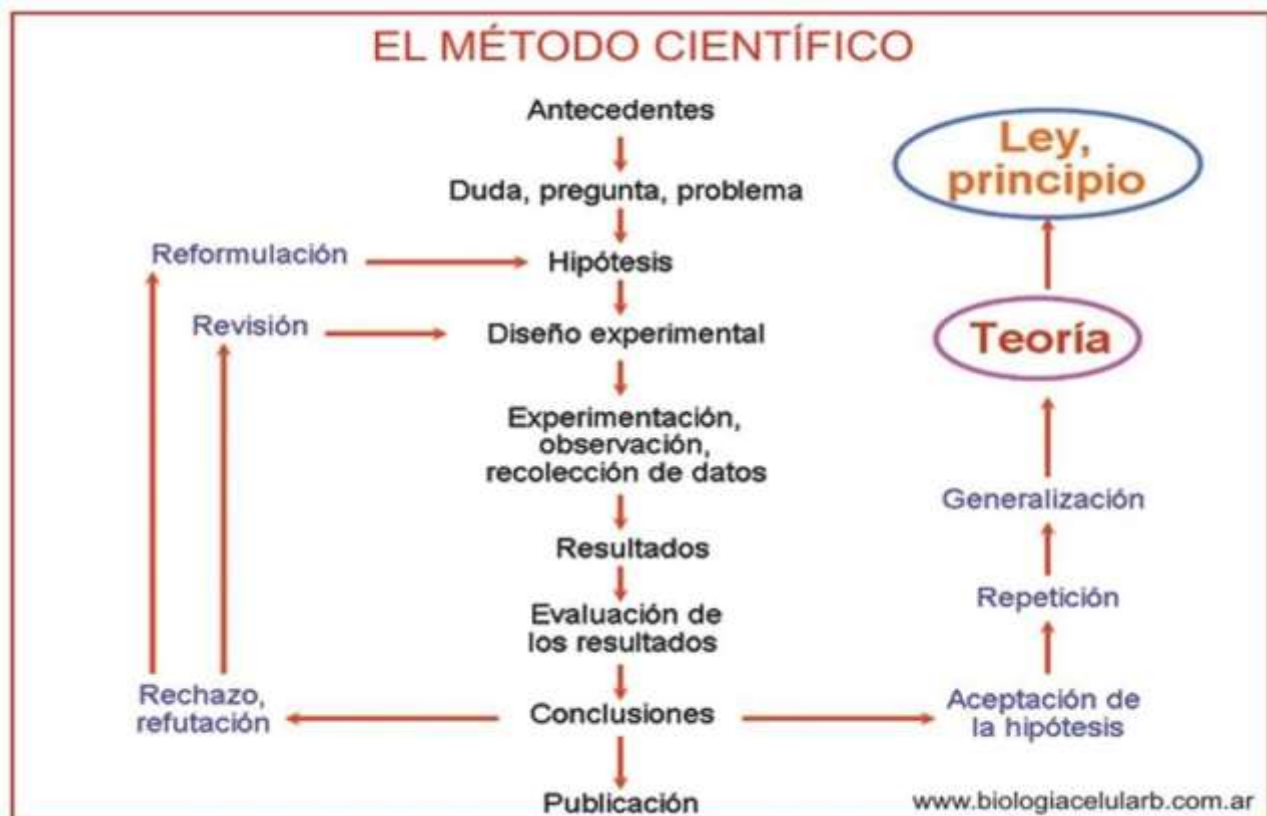 EL MÉTODO CIENTÍFICO
Antecedentes
Duda, pregunta, problema
Hipótesis
Diseño experimental
Experimentación,
observación,
recolección de datos
Resultados
Evaluación de
los resultados
Conclusiones
Publicación
Reformulación
Revisión
Rechazo,
refutación
Ley,
principio
Teoría
Generalización
Repetición
Aceptación de
la hipótesis
www.biologiacelularb.com.ar